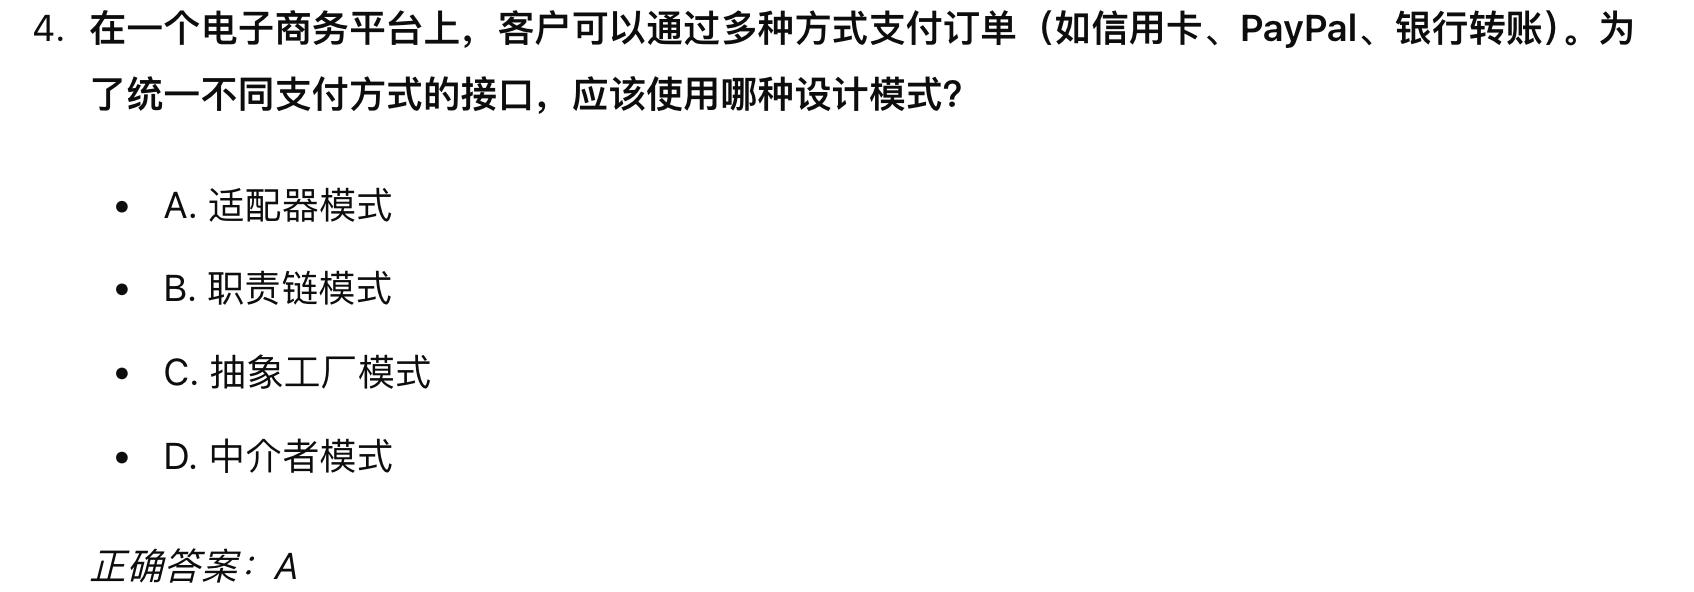 4. 在一个电子商务平台上，客户可以通过多种方式支付订单（如信用卡、PayPal、银行转账）。为
了统一不同支付方式的接口，应该使用哪种设计模式?
• A. 适配器模式
• B. 职责链模式
• C. 抽象工厂模式
• D. 中介者模式
正确答案：A